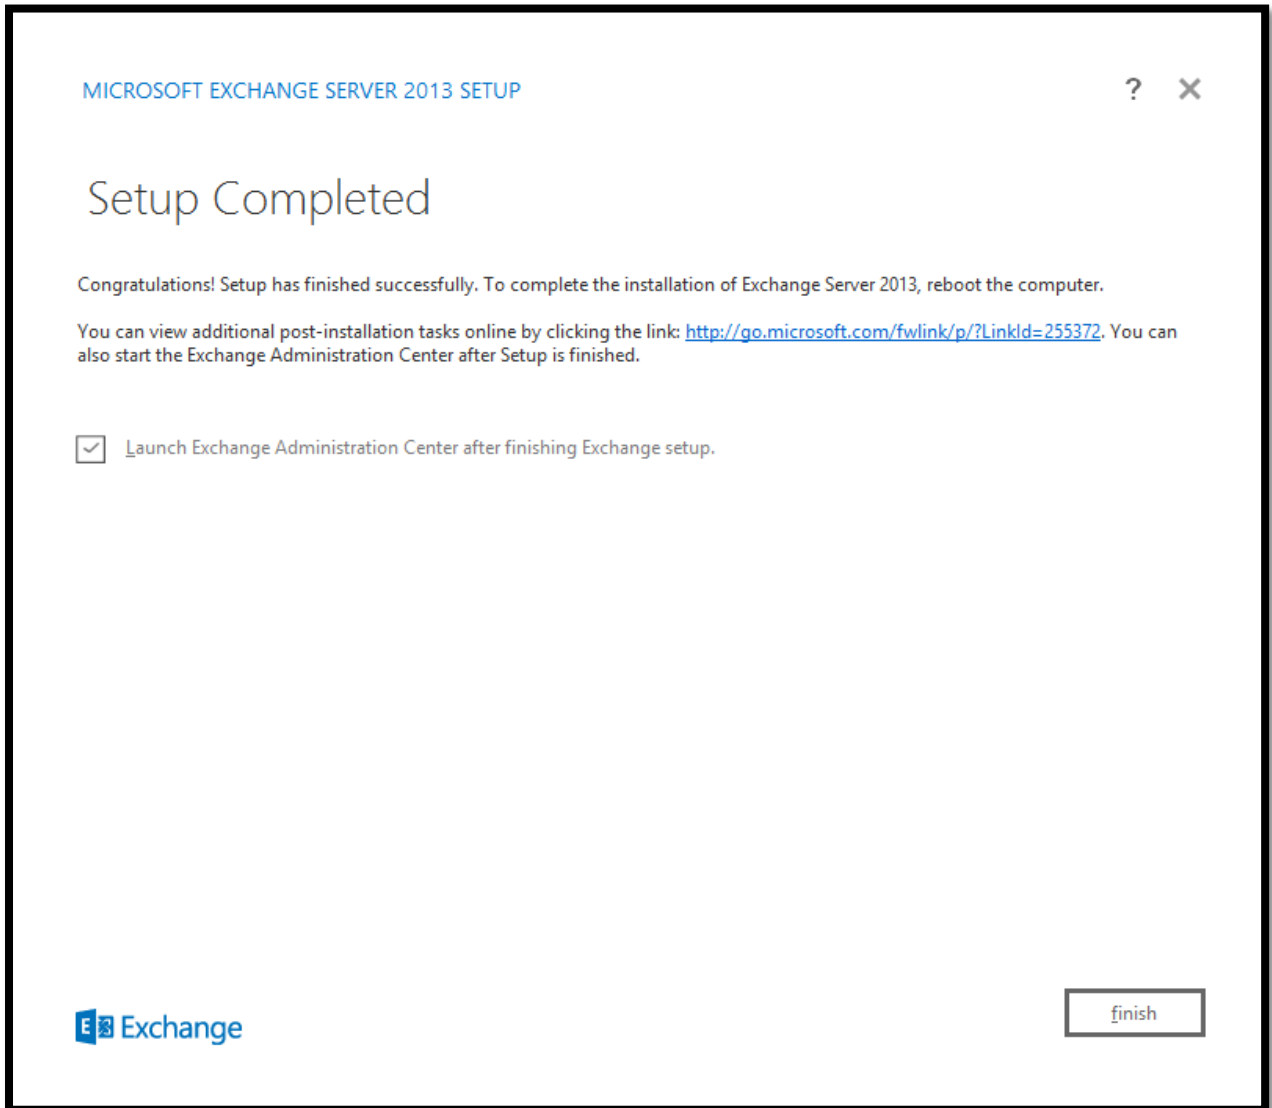 MICROSOFT EXCHANGE SERVER 2013 SETUP
?
Setup Completed
Congratulations! Setup has finished successfully. To complete the installation of Exchange Server 2013, reboot the computer.
You can view additional post-installation tasks online by clicking the link: http://go.microsoft.com/fwlink/p/?LinkId=255372. You can
also start the Exchange Administration Center after Setup is finished.
Launch Exchange Administration Center after finishing Exchange setup.
E Exchange
finish